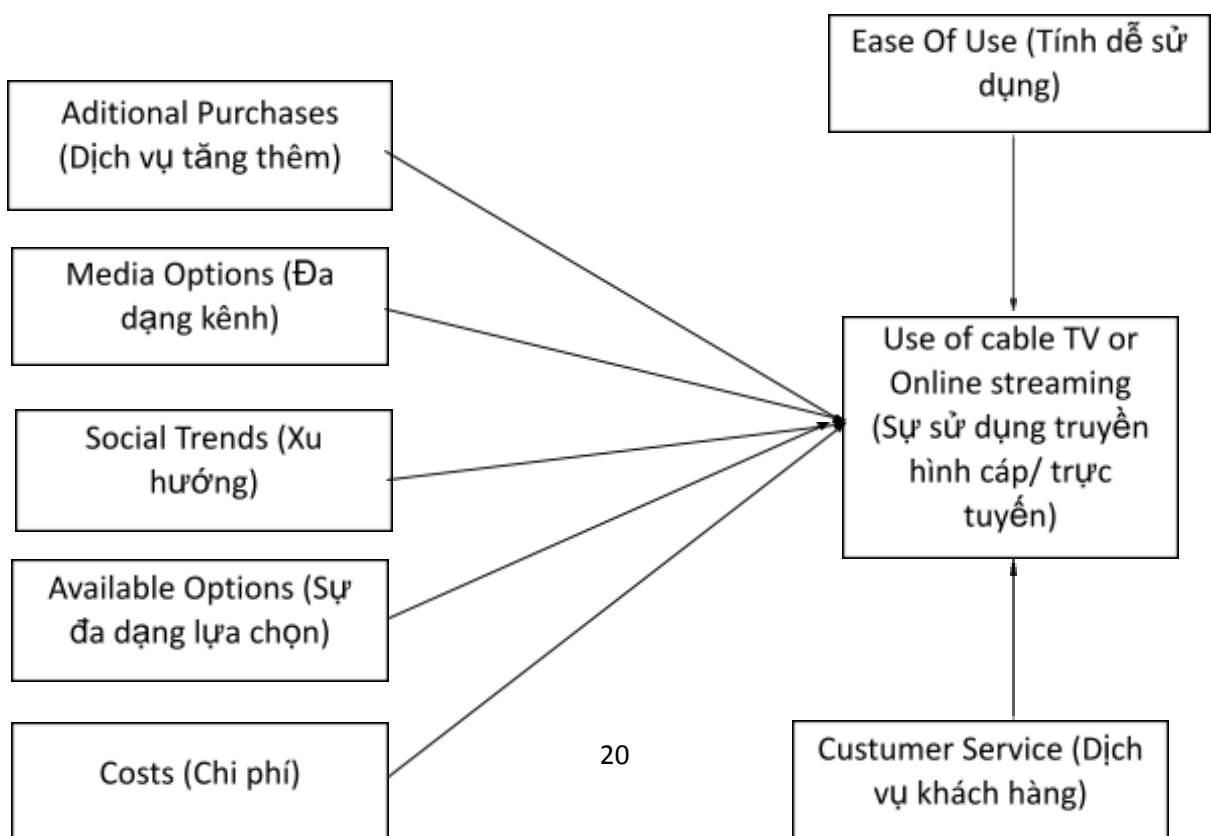 Ease Of Use (Tính dễ sử
dụng)
Aditional Purchases
(Dịch vụ tăng thêm)
Media Options (Đa
dạng kênh)
Use of cable TV or
Online streaming
(Sự sử dụng truyền
hình cáp/ trực
tuyến)
Social Trends (Xu
hướng)
Available Options (Sự
đa dạng lựa chọn)
Costs (Chi phí)
20
Custumer Service (Dịch
vụ khách hàng)